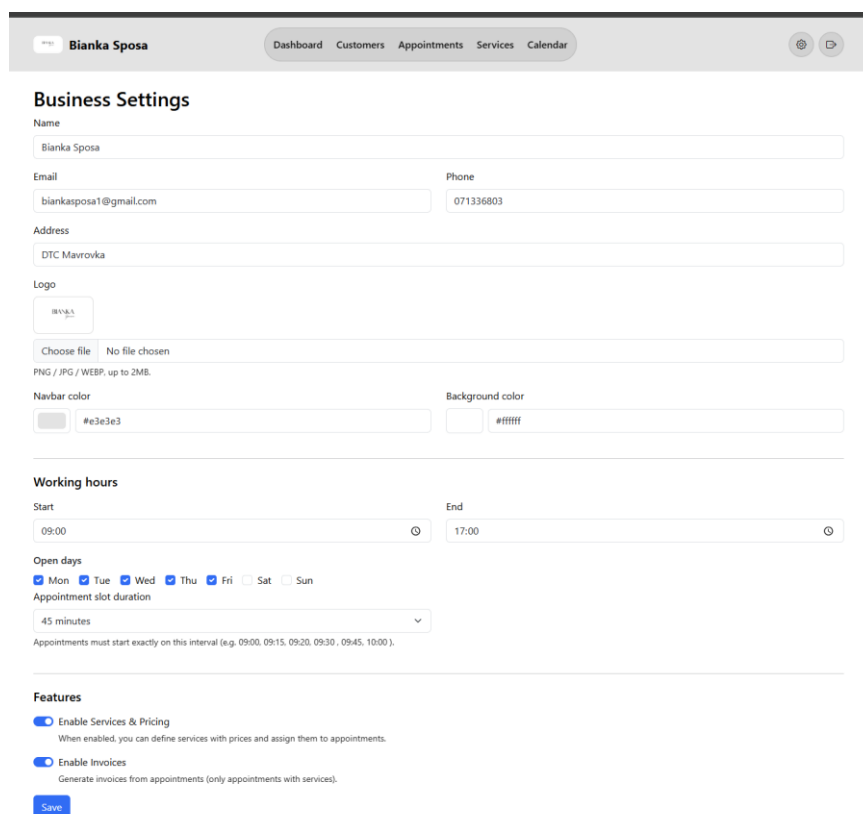 Bianka Sposa
Dashboard Customers Appointments Services Calendar
Business Settings
Name
Bianka Sposa
Email Phone
biankasposa1@gmail.com 071336803
Address
DTC Mavrovka
Logo
BIANKA
Choose file No file chosen
PNG / JPG / WEBP, up to 2MB.
Navbar color Background color
#e3e3e3 #ffffff
Working hours
Start End
09:00 17:00
Open days
Mon Tue Wed Thu Fri Sat Sun
Appointment slot duration
45 minutes
Appointments must start exactly on this interval (e.g. 09:00, 09:15, 09:20, 09:30 , 09:45, 10:00 ).
Features
Enable Services & Pricing
When enabled, you can define services with prices and assign them to appointments.
Enable Invoices
Generate invoices from appointments (only appointments with services).
Save